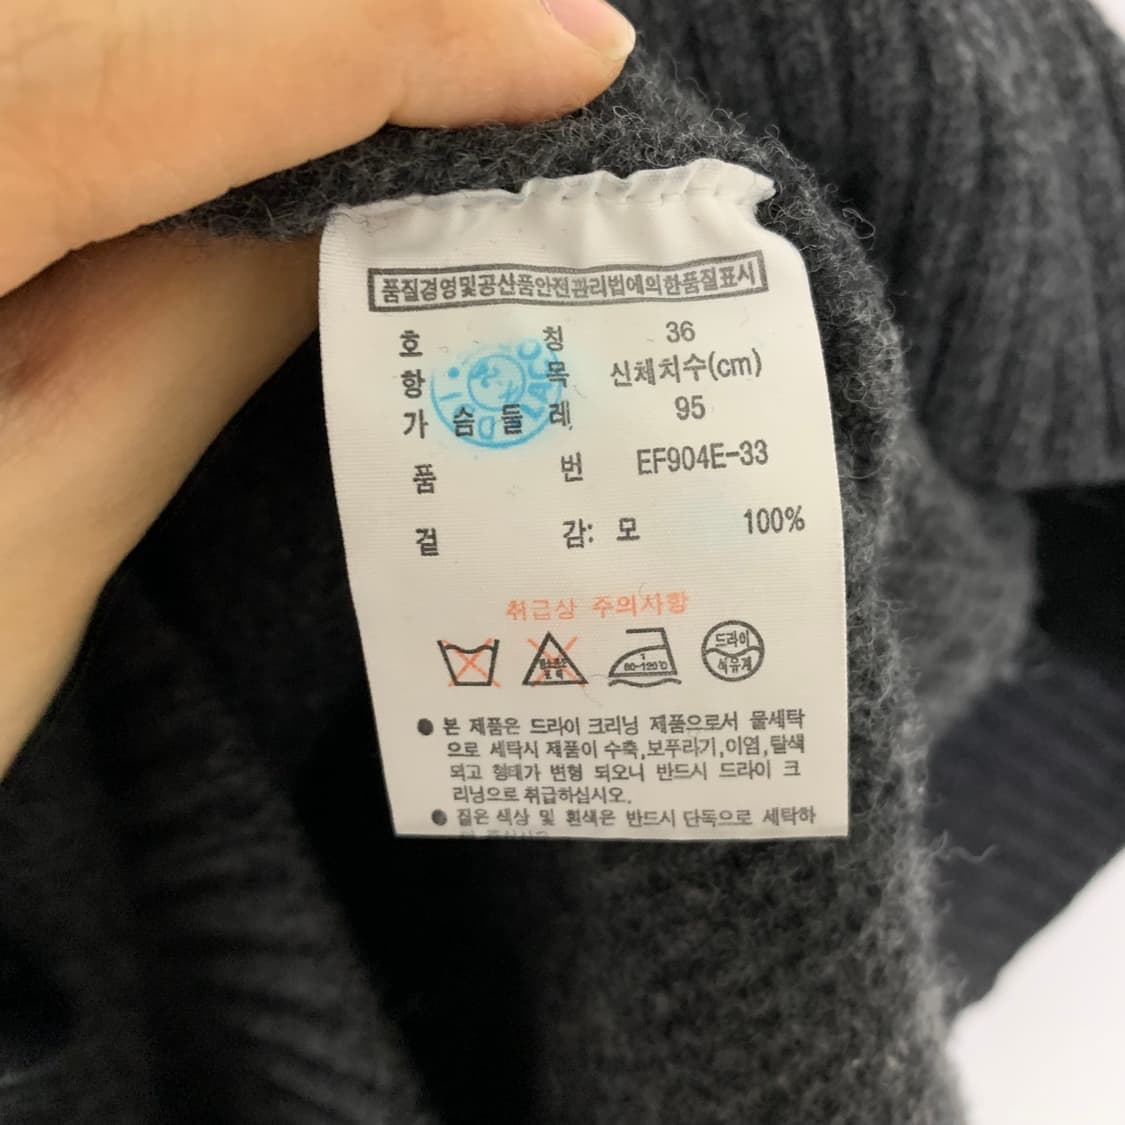 품질경영및공산품안전관리법에의한품질표시
호 칭 36
항 목 신체치수(cm)
가 슴 둘 레 95
품 번 EF904E-33
겉 감: 모 100%
취급상 주의사항
80~120℃
드라이
석유계
● 본 제품은 드라이 크리닝 제품으로서 물세탁
으로 세탁시 제품이 수축,보푸라기,이염,탈색
되고 형태가 변형 되오니 반드시 드라이 크
리닝으로 취급하십시오.
● 짙은 색상 및 흰색은 반드시 단독으로 세탁하